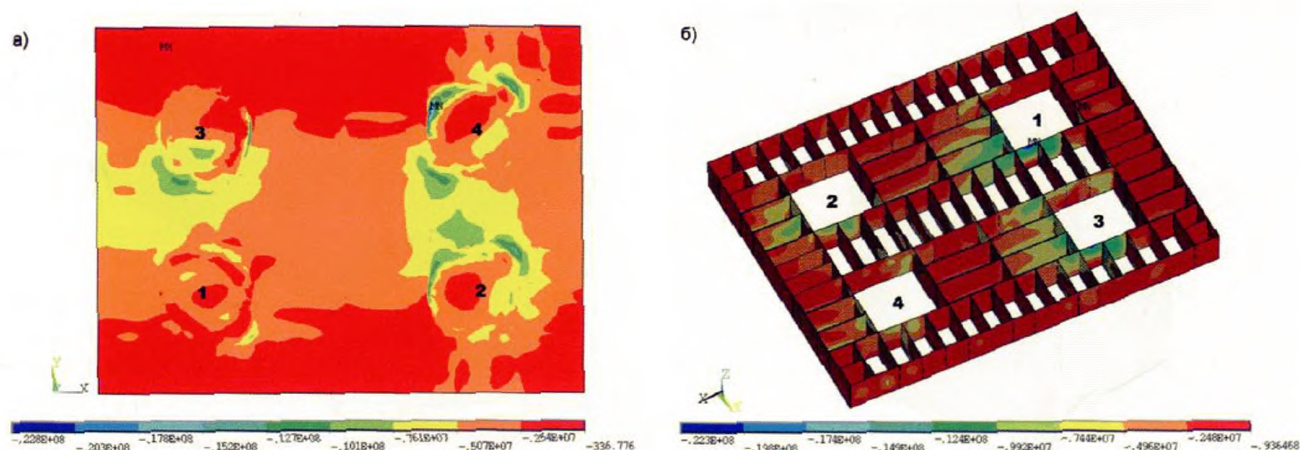 а)
MX
3
MN
4
1
2
Y
X
-.228E+08
-.203E+08
-.178E+08
-.152E+08
-.127E+08
-.101E+08
-.761E+07
-.507E+07
-.254E+07
-336.776
б)
1
MN
2
3
4
Z
X
Y
-.223E+08
-.198E+08
-.174E+08
-.149E+08
-.124E+08
-.992E+07
-.744E+07
-.496E+07
-.248E+07
-.936468